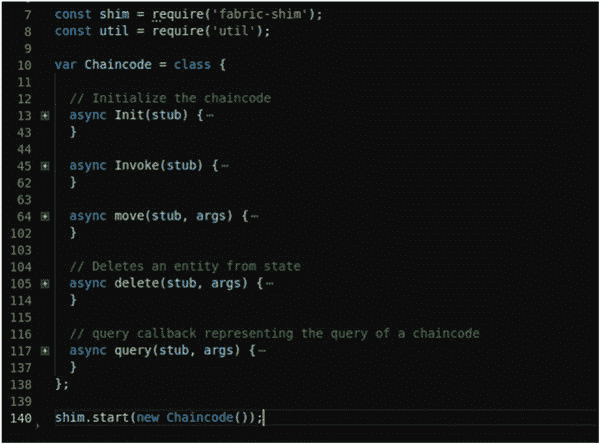 7 const shim = require('fabric-shim');
8 const util = require('util');
9
10 var Chaincode = class {
11
12 // Initialize the chaincode
13 async Init(stub) {⋯
43 }
44
45 async Invoke(stub) {⋯
62 }
63
64 async move(stub, args) {⋯
102 }
103
104 // Deletes an entity from state
105 async delete(stub, args) {⋯
114 }
115
116 // query callback representing the query of a chaincode
117 async query(stub, args) {⋯
137 }
138 };
139
140 shim.start(new Chaincode());